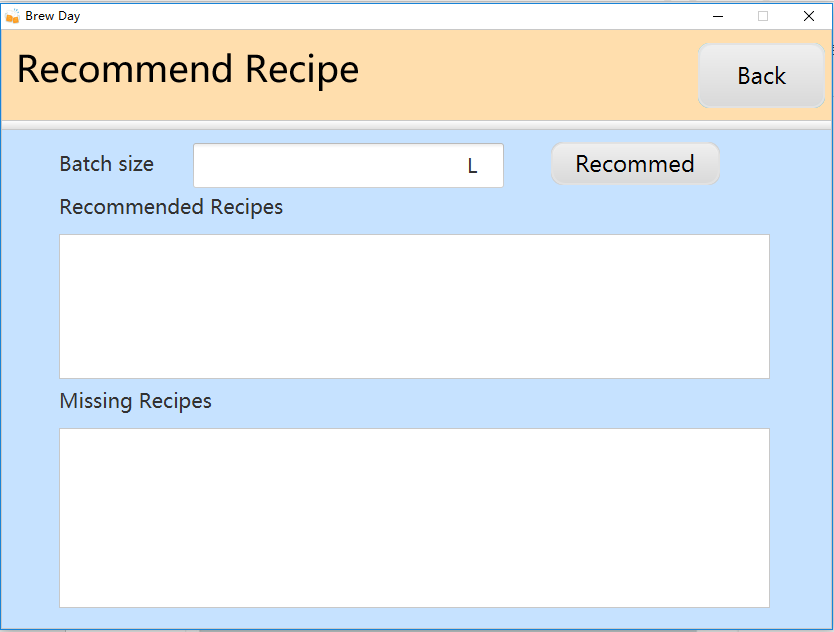 Brew Day
Recommend Recipe
Back
Batch size
L
Recommed
Recommended Recipes
Missing Recipes